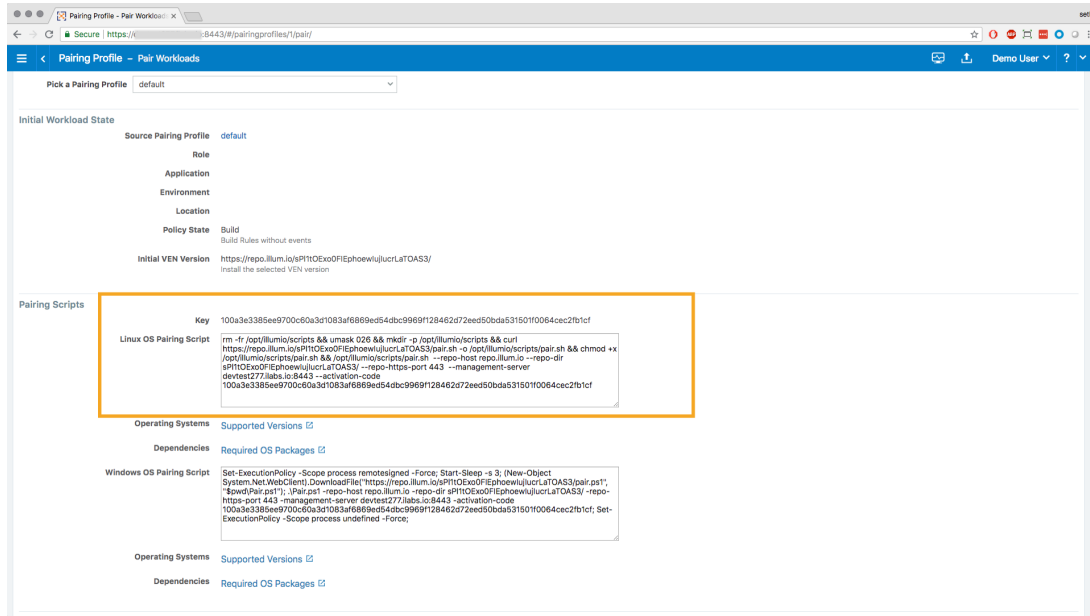 Pairing Profile - Pair Workload
set
Secure | https:// :8443/#/pairingprofiles/1/pair/
Pairing Profile – Pair Workloads
Demo User
?
Pick a Pairing Profile default
Initial Workload State
Source Pairing Profile default
Role
Application
Environment
Location
Policy State Build
Build Rules without events
Initial VEN Version https://repo.illum.io/sPl1tOExo0FIEphoewIujIucrLaTOAS3/
Install the selected VEN version
Pairing Scripts
Key 100a3e3385ee9700c60a3d1083af6869ed54dbc9969f128462d72eed50bda531501f0064cec2fb1cf
Linux OS Pairing Script
rm -fr /opt/illumio/scripts && umask 026 && mkdir -p /opt/illumio/scripts && curl
https://repo.illum.io/sPl1tOExo0FIEphoewIujIucrLaTOAS3/pair.sh -o /opt/illumio/scripts/pair.sh && chmod +x
/opt/illumio/scripts/pair.sh && /opt/illumio/scripts/pair.sh --repo-host repo.illum.io --repo-dir
sPl1tOExo0FIEphoewIujIucrLaTOAS3/ --repo-https-port 443 --management-server
devtest277.ilabs.io:8443 --activation-code
100a3e3385ee9700c60a3d1083af6869ed54dbc9969f128462d72eed50bda531501f0064cec2fb1cf
Operating Systems Supported Versions
Dependencies Required OS Packages
Windows OS Pairing Script
Set-ExecutionPolicy -Scope process remotesigned -Force; Start-Sleep -s 3; (New-Object
System.Net.WebClient).DownloadFile("https://repo.illum.io/sPl1tOExo0FIEphoewIujIucrLaTOAS3/pair.ps1",
"$pwd\Pair.ps1"); .\Pair.ps1 -repo-host repo.illum.io -repo-dir sPl1tOExo0FIEphoewIujIucrLaTOAS3/ -repo-
https-port 443 -management-server devtest277.ilabs.io:8443 -activation-code
100a3e3385ee9700c60a3d1083af6869ed54dbc9969f128462d72eed50bda531501f0064cec2fb1cf; Set-
ExecutionPolicy -Scope process undefined -Force;
Operating Systems Supported Versions
Dependencies Required OS Packages